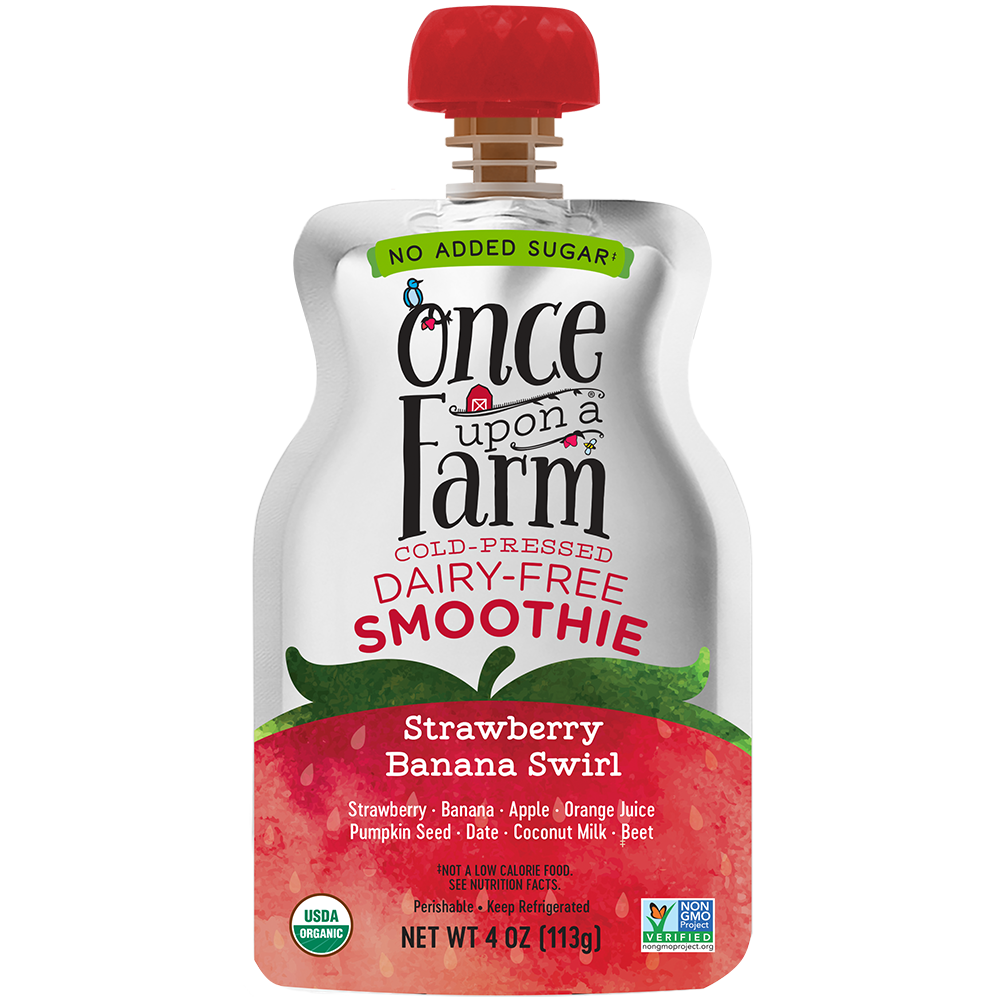 NO ADDED SUGAR‡
Once
upon a
Farm®
COLD-PRESSED
DAIRY-FREE
SMOOTHIE
Strawberry
Banana Swirl
Strawberry · Banana · Apple · Orange Juice
Pumpkin Seed · Date · Coconut Milk · Beet
‡NOT A LOW CALORIE FOOD.
SEE NUTRITION FACTS.
Perishable • Keep Refrigerated
NET WT 4 OZ (113g)
USDA
ORGANIC
NON
GMO
Project
VERIFIED
nongmoproject.org